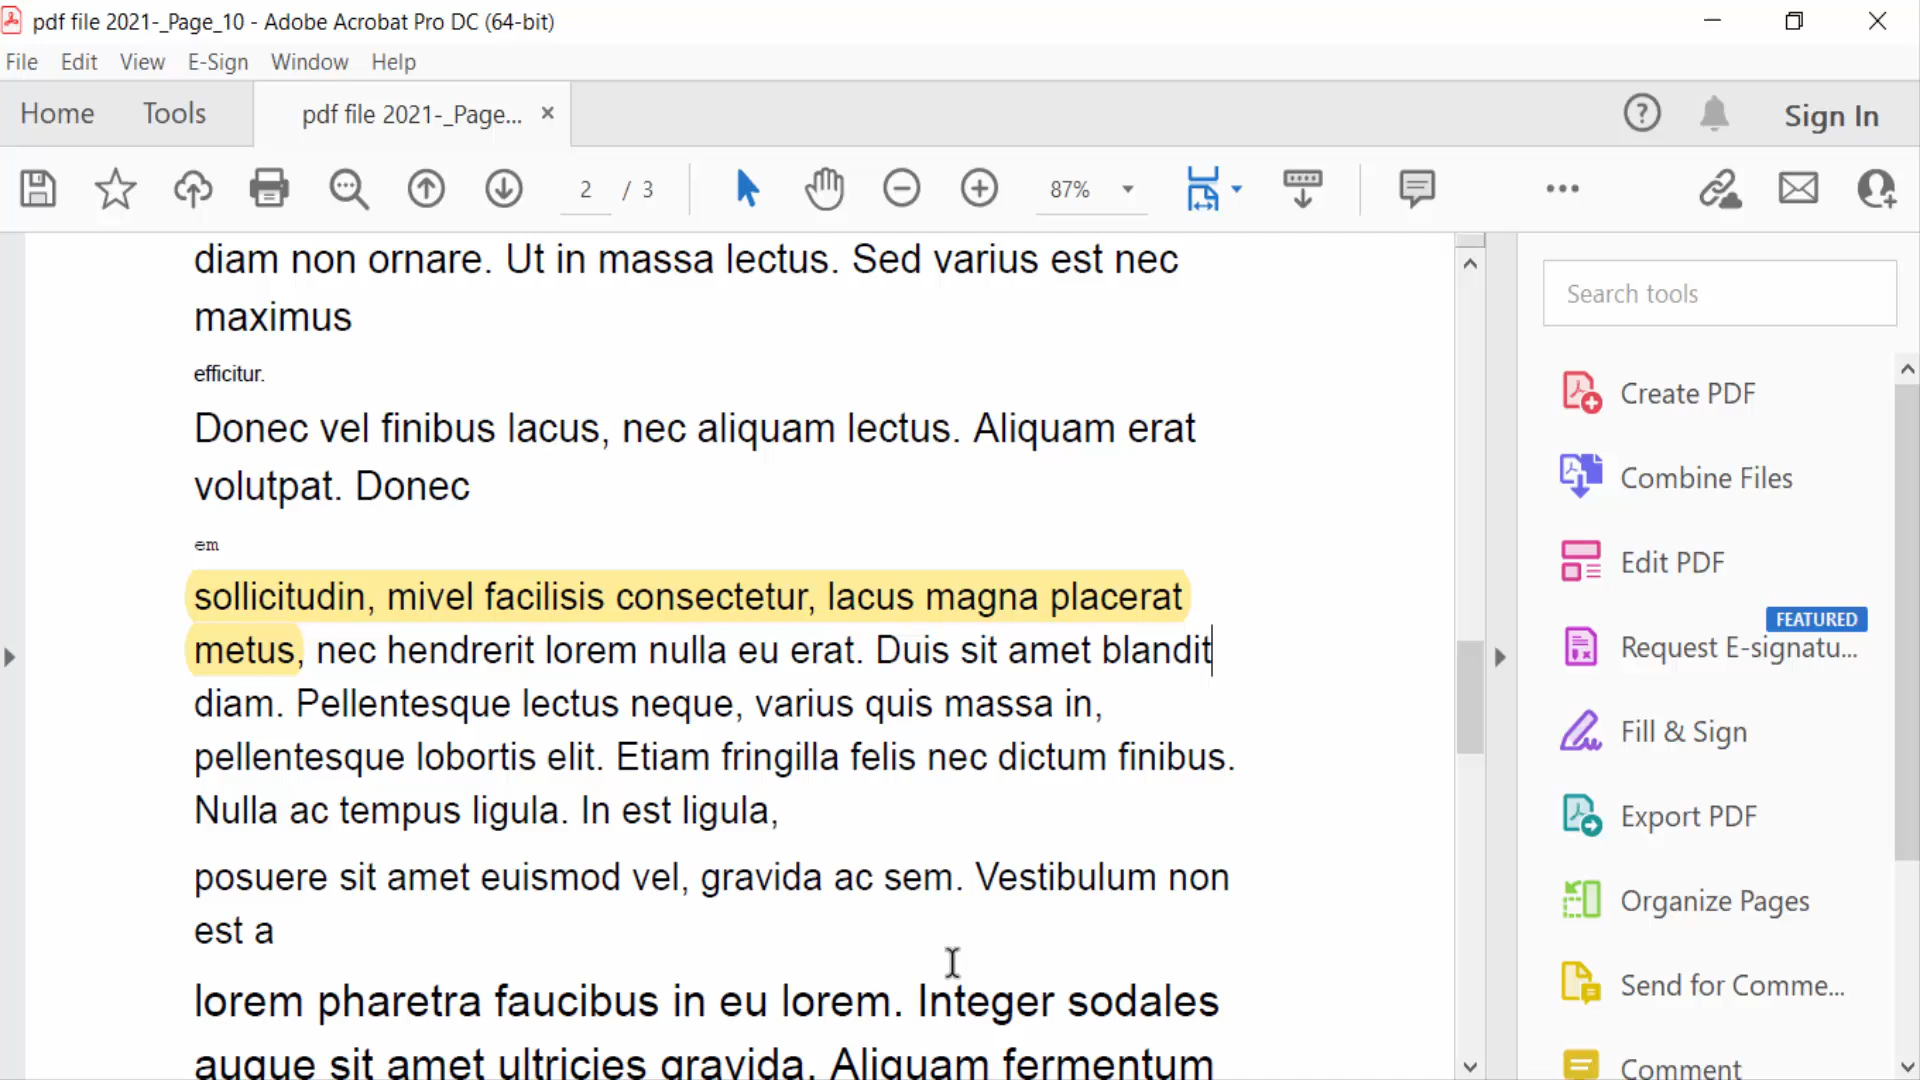 pdf file 2021-_Page_10 - Adobe Acrobat Pro DC (64-bit)
File Edit View E-Sign Window Help
Home Tools pdf file 2021-_Page... × Sign In
2 / 3 87%
diam non ornare. Ut in massa lectus. Sed varius est nec
maximus
efficitur.
Donec vel finibus lacus, nec aliquam lectus. Aliquam erat
volutpat. Donec
em
sollicitudin, mivel facilisis consectetur, lacus magna placerat
metus, nec hendrerit lorem nulla eu erat. Duis sit amet blandit
diam. Pellentesque lectus neque, varius quis massa in,
pellentesque lobortis elit. Etiam fringilla felis nec dictum finibus.
Nulla ac tempus ligula. In est ligula,
posuere sit amet euismod vel, gravida ac sem. Vestibulum non
est a
lorem pharetra faucibus in eu lorem. Integer sodales
augue sit amet ultricies gravida. Aliquam fermentum
Search tools
Create PDF
Combine Files
Edit PDF
FEATURED
Request E-signatu...
Fill & Sign
Export PDF
Organize Pages
Send for Comme...
Comment